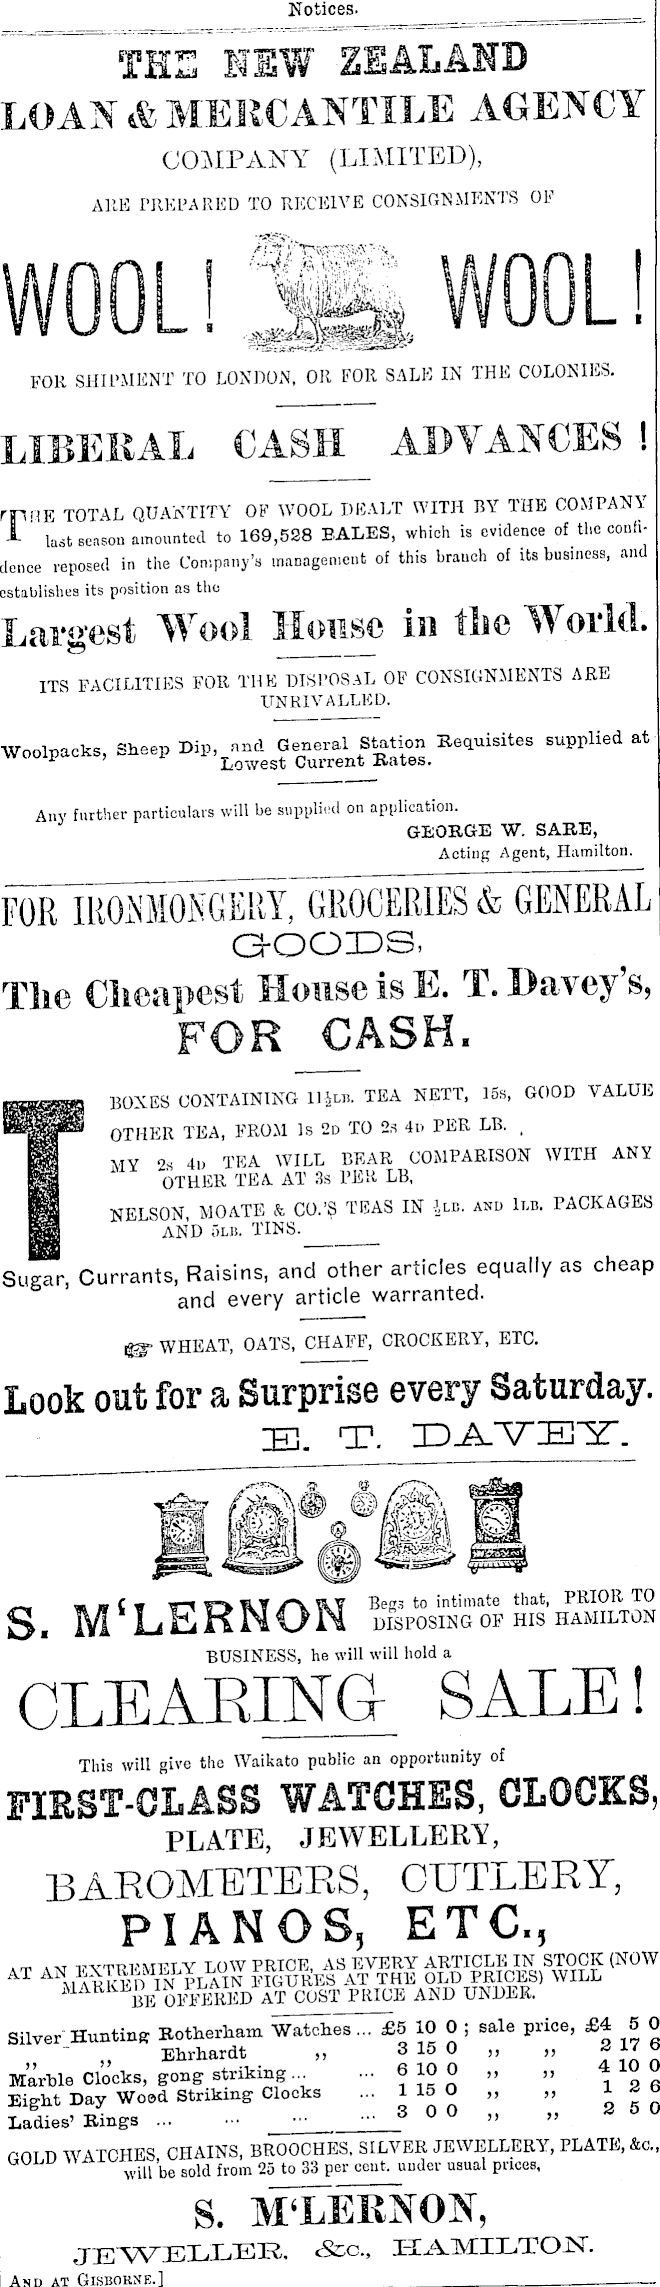 Notices.
THE NEW ZEALAND
LOAN & MERCANTILE AGENCY
COMPANY (LIMITED),
ARE PREPARED TO RECEIVE CONSIGNMENTS OF
WOOL! WOOL!
FOR SHIPMENT TO LONDON, OR FOR SALE IN THE COLONIES.
LIBERAL CASH ADVANCES!
THE TOTAL QUANTITY OF WOOL DEALT WITH BY THE COMPANY
last season amounted to 169,528 BALES, which is evidence of the confi-
dence reposed in the Company's management of this branch of its business, and
establishes its position as the
Largest Wool House in the World.
ITS FACILITIES FOR THE DISPOSAL OF CONSIGNMENTS ARE
UNRIVALLED.
Woolpacks, Sheep Dip, and General Station Requisites supplied at
Lowest Current Rates.
Any further particulars will be supplied on application.
GEORGE W. SARE,
Acting Agent, Hamilton.
FOR IRONMONGERY, GROCERIES & GENERAL
GOODS,
The Cheapest House is E. T. Davey's,
FOR CASH.
T BOXES CONTAINING 11½LB. TEA NETT, 15s, GOOD VALUE
OTHER TEA, FROM 1s 2D TO 2s 4D PER LB.
MY 2s 4D TEA WILL BEAR COMPARISON WITH ANY
OTHER TEA AT 3s PER LB,
NELSON, MOATE & CO.'S TEAS IN ½LB. AND 1LB. PACKAGES
AND 5LB. TINS.
Sugar, Currants, Raisins, and other articles equally as cheap
and every article warranted.
☞ WHEAT, OATS, CHAFF, CROCKERY, ETC.
Look out for a Surprise every Saturday.
E. T. DAVEY.
S. M‘LERNON Begs to intimate that, PRIOR TO
DISPOSING OF HIS HAMILTON
BUSINESS, he will will hold a
CLEARING SALE!
This will give the Waikato public an opportunity of
FIRST-CLASS WATCHES, CLOCKS,
PLATE, JEWELLERY,
BAROMETERS, CUTLERY,
PIANOS, ETC.,
AT AN EXTREMELY LOW PRICE, AS EVERY ARTICLE IN STOCK (NOW
MARKED IN PLAIN FIGURES AT THE OLD PRICES) WILL
BE OFFERED AT COST PRICE AND UNDER.
Silver Hunting Rotherham Watches ... £5 10 0; sale price, £4 5 0
,, ,, Ehrhardt ,, 3 15 0 ,, ,, 2 17 6
Marble Clocks, gong striking ... ... 6 10 0 ,, ,, 4 10 0
Eight Day Wood Striking Clocks ... 1 15 0 ,, ,, 1 2 6
Ladies' Rings ... ... ... ... 3 0 0 ,, ,, 2 5 0
GOLD WATCHES, CHAINS, BROOCHES, SILVER JEWELLERY, PLATE, &c.,
will be sold from 25 to 33 per cent. under usual prices,
S. M‘LERNON,
JEWELLER, &c., HAMILTON.
AND AT GISBORNE.]